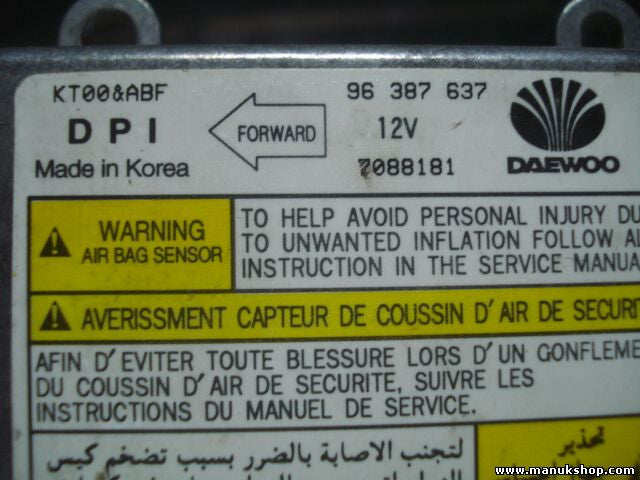 KT00&ABF
96 387 637
DPI
FORWARD
12V
Made in Korea
7088181
DAEWOO
WARNING
AIR BAG SENSOR
TO HELP AVOID PERSONAL INJURY DU
TO UNWANTED INFLATION FOLLOW AL
INSTRUCTION IN THE SERVICE MANUA
AVERISSMENT CAPTEUR DE COUSSIN D'AIR DE SECURIT
AFIN D'EVITER TOUTE BLESSURE LORS D'UN GONFLEME
DU COUSSIN D'AIR DE SECURITE, SUIVRE LES
INSTRUCTIONS DU MANUEL DE SERVICE.
تحذير
لتجنب الاصابة بالضرر بسبب تضخم كيس
www.manukshop.com